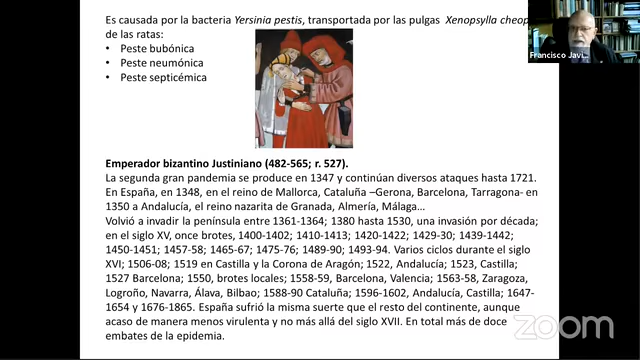 Es causada por la bacteria Yersinia pestis, transportada por las pulgas Xenopsylla cheop
de las ratas:
• Peste bubónica
• Peste neumónica
• Peste septicémica
Francisco Javi...
Emperador bizantino Justiniano (482-565; r. 527).
La segunda gran pandemia se produce en 1347 y continúan diversos ataques hasta 1721.
En España, en 1348, en el reino de Mallorca, Cataluña –Gerona, Barcelona, Tarragona- en
1350 a Andalucía, el reino nazarita de Granada, Almería, Málaga...
Volvió a invadir la península entre 1361-1364; 1380 hasta 1530, una invasión por década;
en el siglo XV, once brotes, 1400-1402; 1410-1413; 1420-1422; 1429-30; 1439-1442;
1450-1451; 1457-58; 1465-67; 1475-76; 1489-90; 1493-94. Varios ciclos durante el siglo
XVI; 1506-08; 1519 en Castilla y la Corona de Aragón; 1522, Andalucía; 1523, Castilla;
1527 Barcelona; 1550, brotes locales; 1558-59, Barcelona, Valencia; 1563-58, Zaragoza,
Logroño, Navarra, Álava, Bilbao; 1588-90 Cataluña; 1596-1602, Andalucía, Castilla; 1647-
1654 y 1676-1865. España sufrió la misma suerte que el resto del continente, aunque
acaso de manera menos virulenta y no más allá del siglo XVII. En total más de doce
embates de la epidemia.
zoom